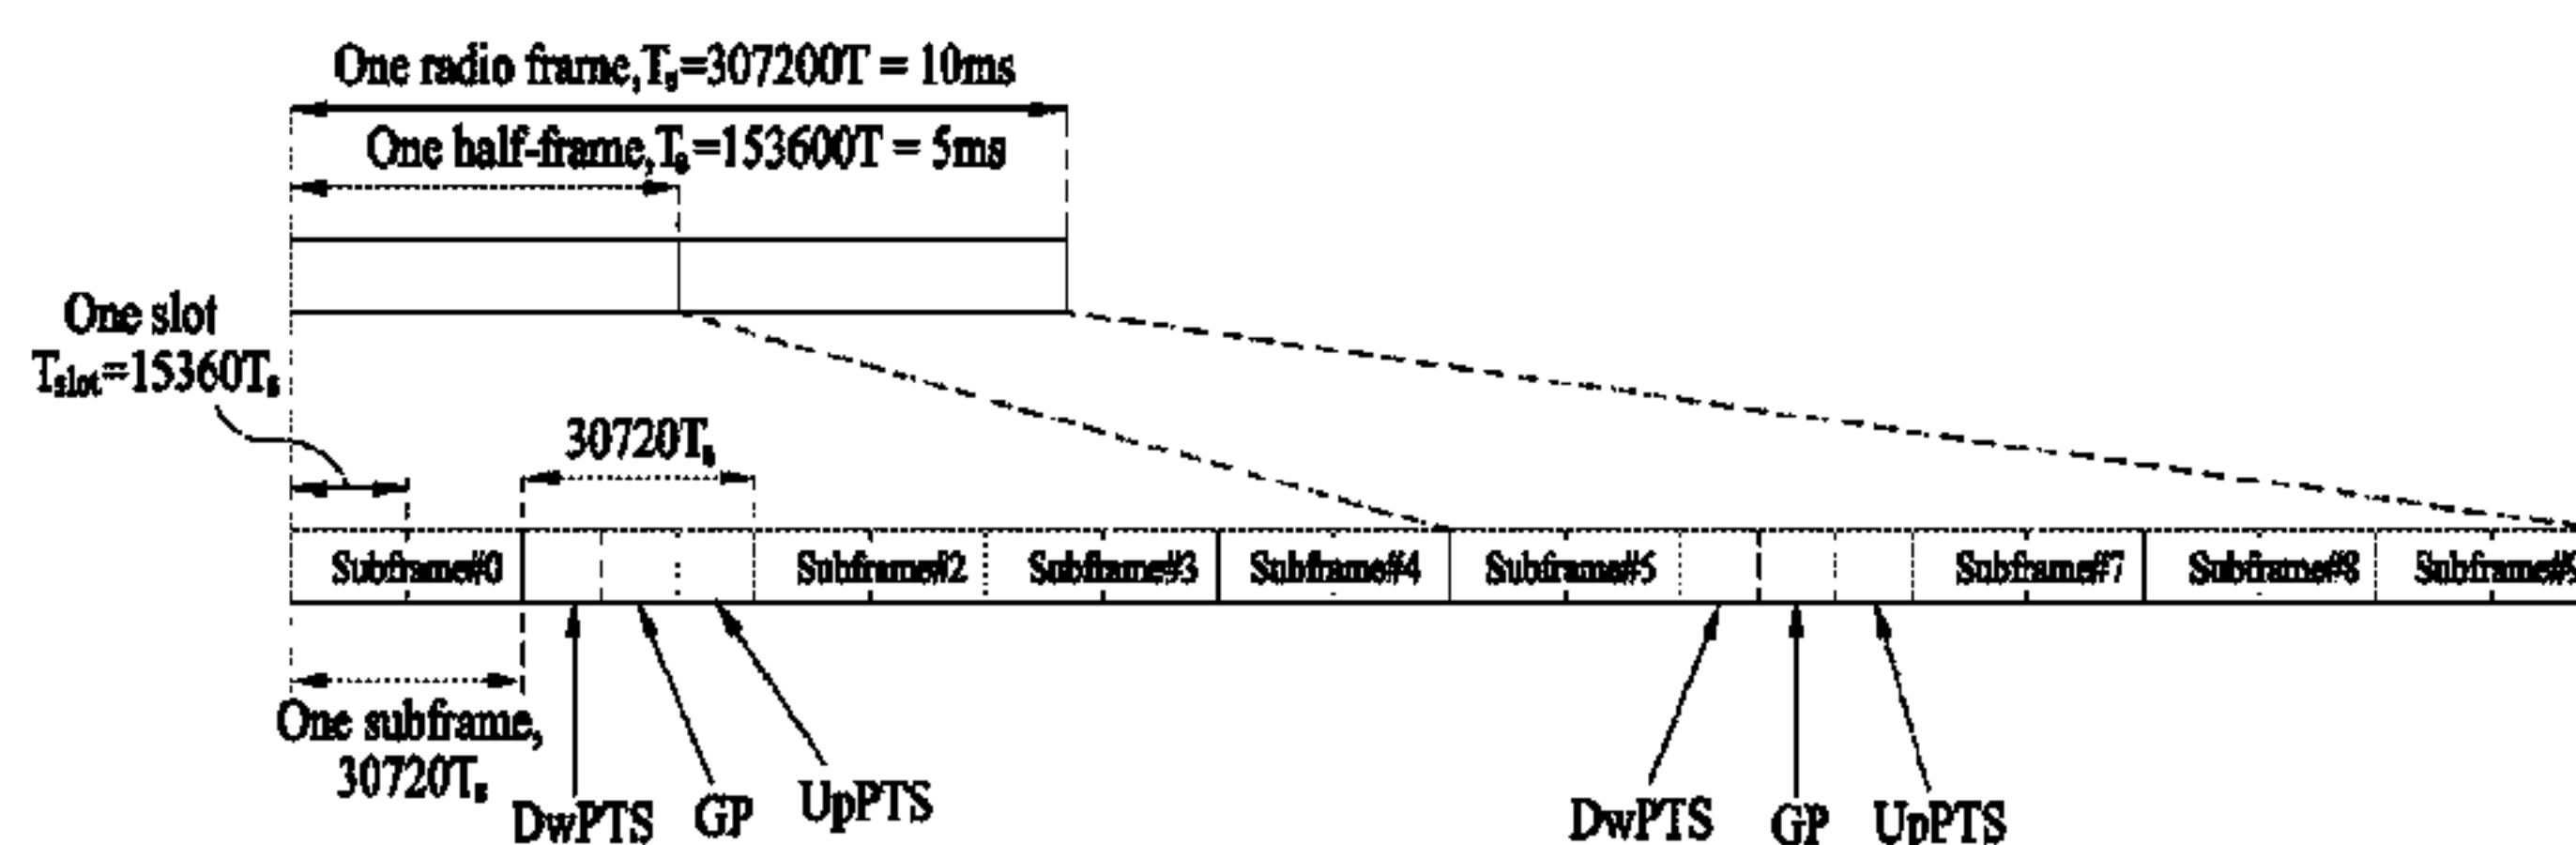 One radio frame,Ts=307200T = 10ms
One half-frame,Ts=153600T = 5ms
One slot
Tslot=15360Ts
30720Ts
Subframe#0 Subframe#2 Subframe#3 Subframe#4 Subframe#5 Subframe#7 Subframe#8 Subframe#9
One subframe,
30720Ts
DwPTS GP UpPTS DwPTS GP UpPTS